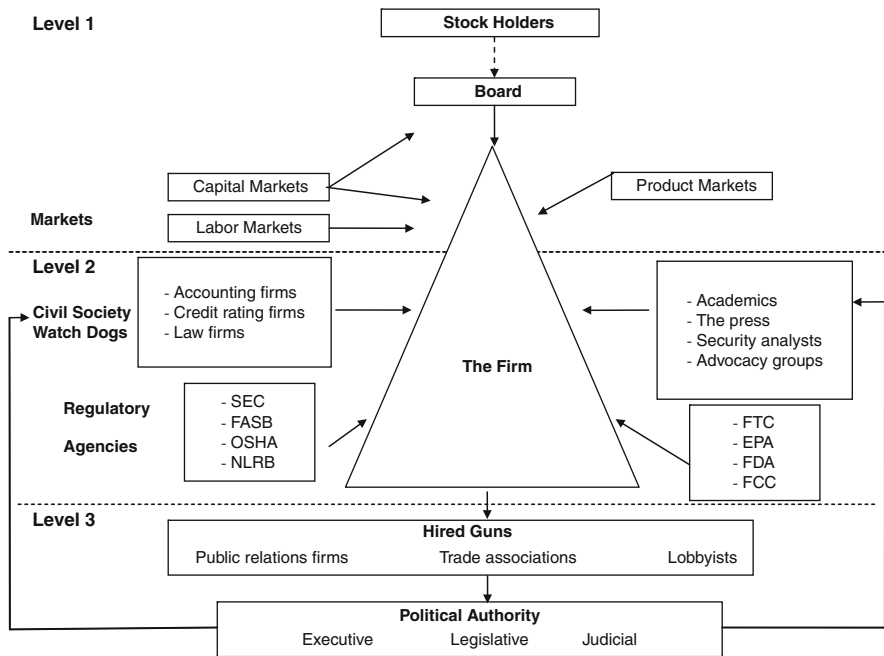 Level 1
Stock Holders
Board
Capital Markets
Product Markets
Markets
Labor Markets
Level 2
Civil Society
Watch Dogs
- Accounting firms
- Credit rating firms
- Law firms
- Academics
- The press
- Security analysts
- Advocacy groups
The Firm
Regulatory
Agencies
- SEC
- FASB
- OSHA
- NLRB
- FTC
- EPA
- FDA
- FCC
Level 3
Hired Guns
Public relations firms Trade associations Lobbyists
Political Authority
Executive Legislative Judicial